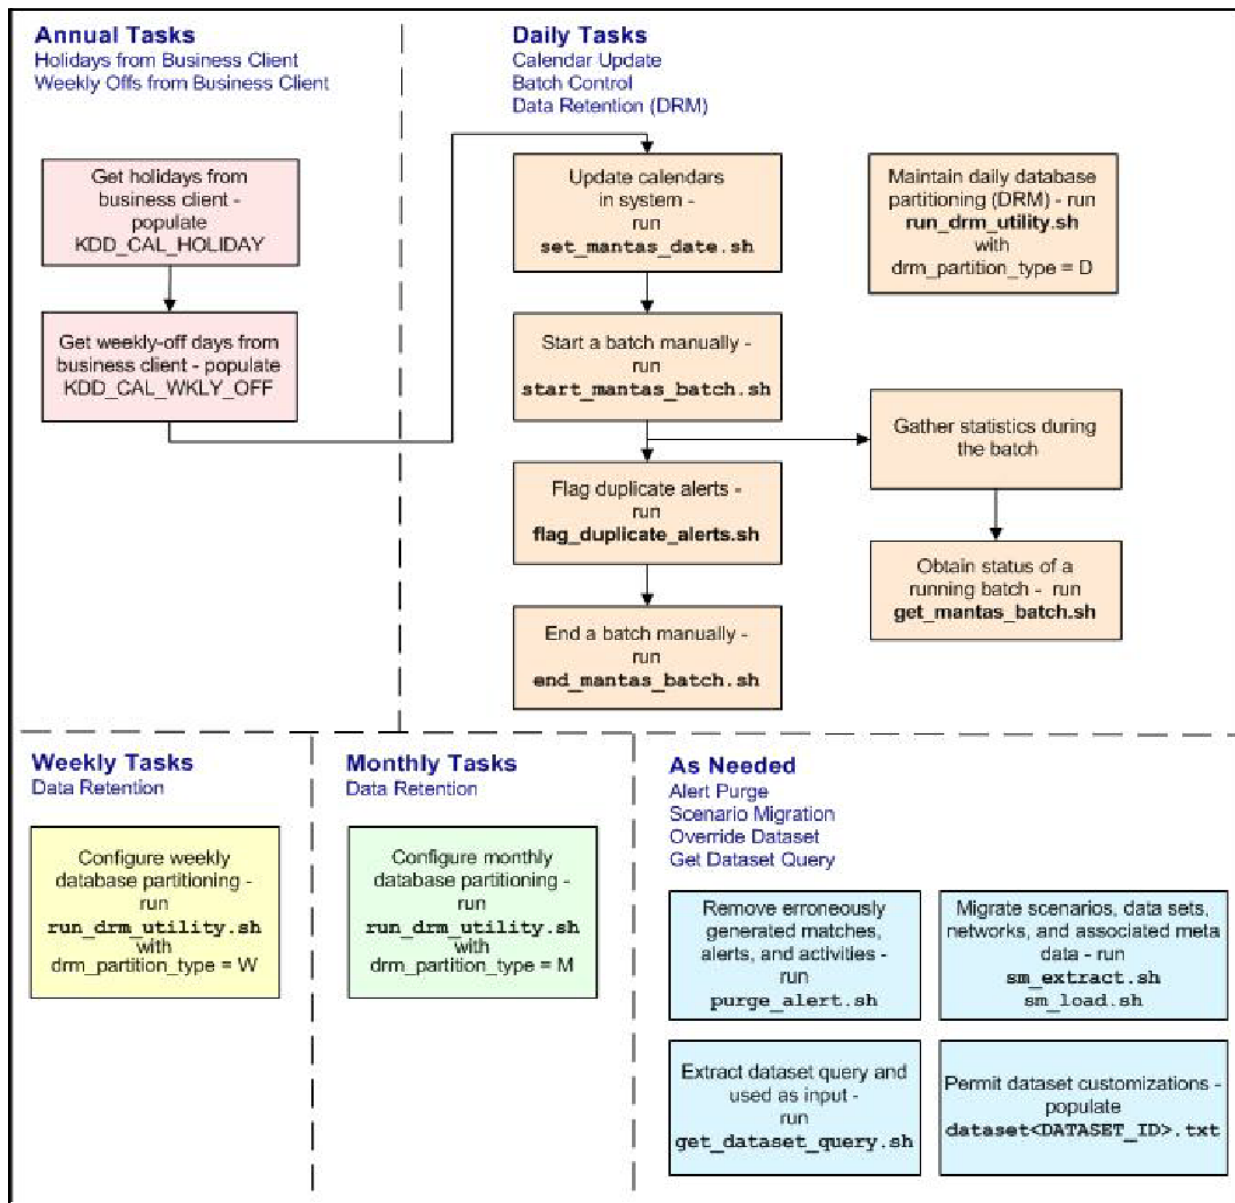 Annual Tasks
Holidays from Business Client
Weekly Offs from Business Client
Get holidays from
business client -
populate
KDD_CAL_HOLIDAY
Get weekly-off days from
business client - populate
KDD_CAL_WKLY_OFF
Daily Tasks
Calendar Update
Batch Control
Data Retention (DRM)
Update calendars
in system -
run
set_mantas_date.sh
Start a batch manually -
run
start_mantas_batch.sh
Flag duplicate alerts -
run
flag_duplicate_alerts.sh
End a batch manually -
run
end_mantas_batch.sh
Maintain daily database
partitioning (DRM) - run
run_drm_utility.sh
with
drm_partition_type = D
Gather statistics during
the batch
Obtain status of a
running batch - run
get_mantas_batch.sh
Weekly Tasks
Data Retention
Configure weekly
database partitioning -
run
run_drm_utility.sh
with
drm_partition_type = W
Monthly Tasks
Data Retention
Configure monthly
database partitioning -
run
run_drm_utility.sh
with
drm_partition_type = M
As Needed
Alert Purge
Scenario Migration
Override Dataset
Get Dataset Query
Remove erroneously
generated matches,
alerts, and activities -
run
purge_alert.sh
Migrate scenarios, data sets,
networks, and associated meta
data - run
sm_extract.sh
sm_load.sh
Extract dataset query and
used as input -
run
get_dataset_query.sh
Permit dataset customizations -
populate
dataset<DATASET_ID>.txt